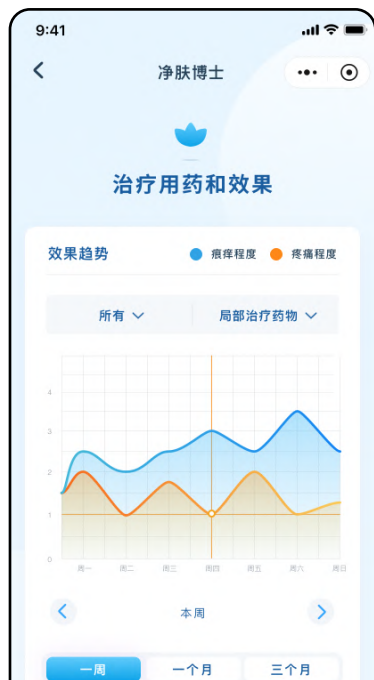 9:41
净肤博士
治疗用药和效果
效果趋势
瘙痒程度
疼痛程度
所有
局部治疗药物
4
3
2
1
0
周一 周二 周三 周四 周五 周六 周日
本周
一周 一个月 三个月